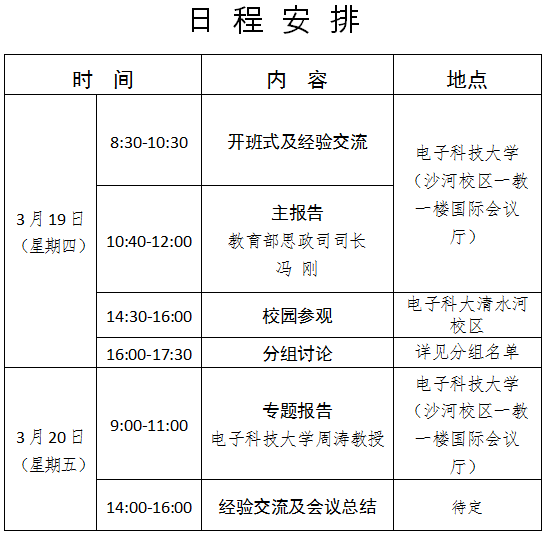 日 程 安 排
时 间
内 容
地点
3月19日
（星期四）
8:30-10:30
开班式及经验交流
电子科技大学
（沙河校区一教
一楼国际会议
厅）
10:40-12:00
主报告
教育部思政司司长
冯 刚
14:30-16:00
校园参观
电子科大清水河
校区
16:00-17:30
分组讨论
详见分组名单
3月20日
（星期五）
9:00-11:00
专题报告
电子科技大学周涛教授
电子科技大学
（沙河校区一教
一楼国际会议
厅）
14:00-16:00
经验交流及会议总结
待定